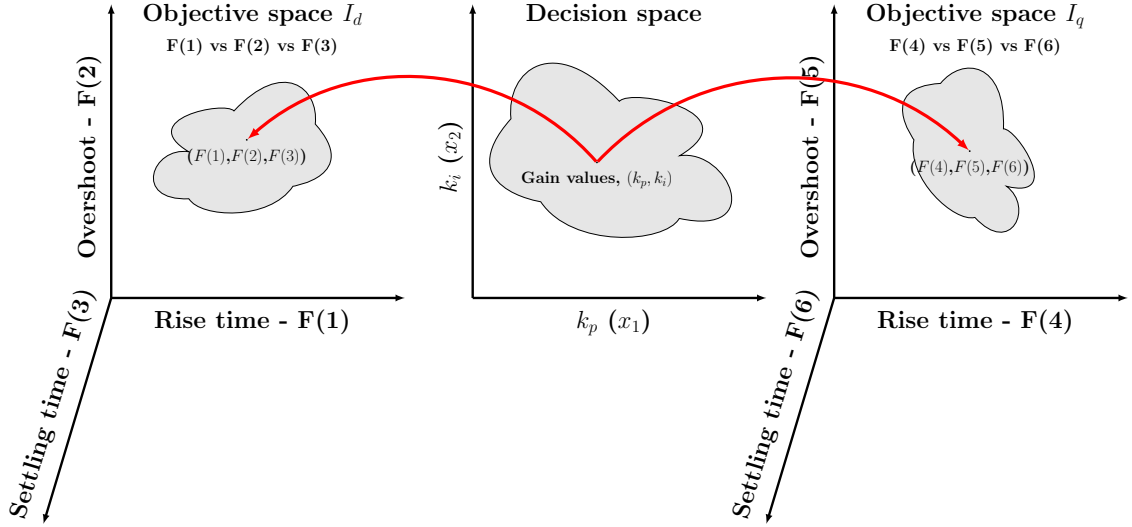 Objective space I_d
F(1) vs F(2) vs F(3)
Overshoot - F(2)
(F(1),F(2),F(3))
Rise time - F(1)
Settling time - F(3)
Decision space
k_i (x_2)
Gain values, (k_p, k_i)
k_p (x_1)
Objective space I_q
F(4) vs F(5) vs F(6)
Overshoot - F(5)
(F(4),F(5),F(6))
Rise time - F(4)
Settling time - F(6)